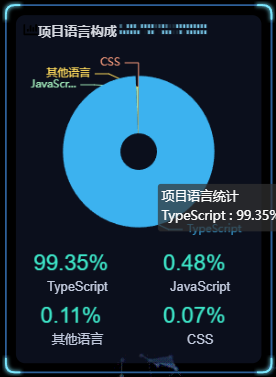 项目语言构成
CSS
其他语言
JavaScr...
项目语言统计
TypeScript : 99.35%
TypeScript
99.35%
0.48%
TypeScript
JavaScript
0.11%
0.07%
其他语言
CSS